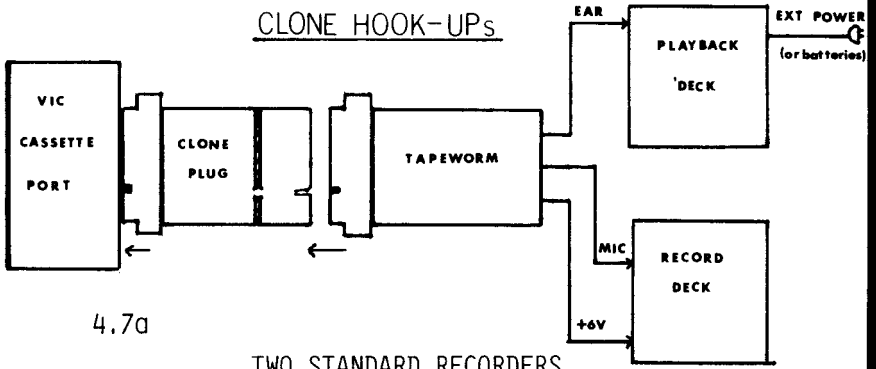 CLONE HOOK-UPs
EAR
EXT POWER
(or batteries)
PLAYBACK
'DECK
VIC
CASSETTE
PORT
CLONE
PLUG
TAPEWORM
MIC
RECORD
DECK
+6V
4.7a
TWO STANDARD RECORDERS